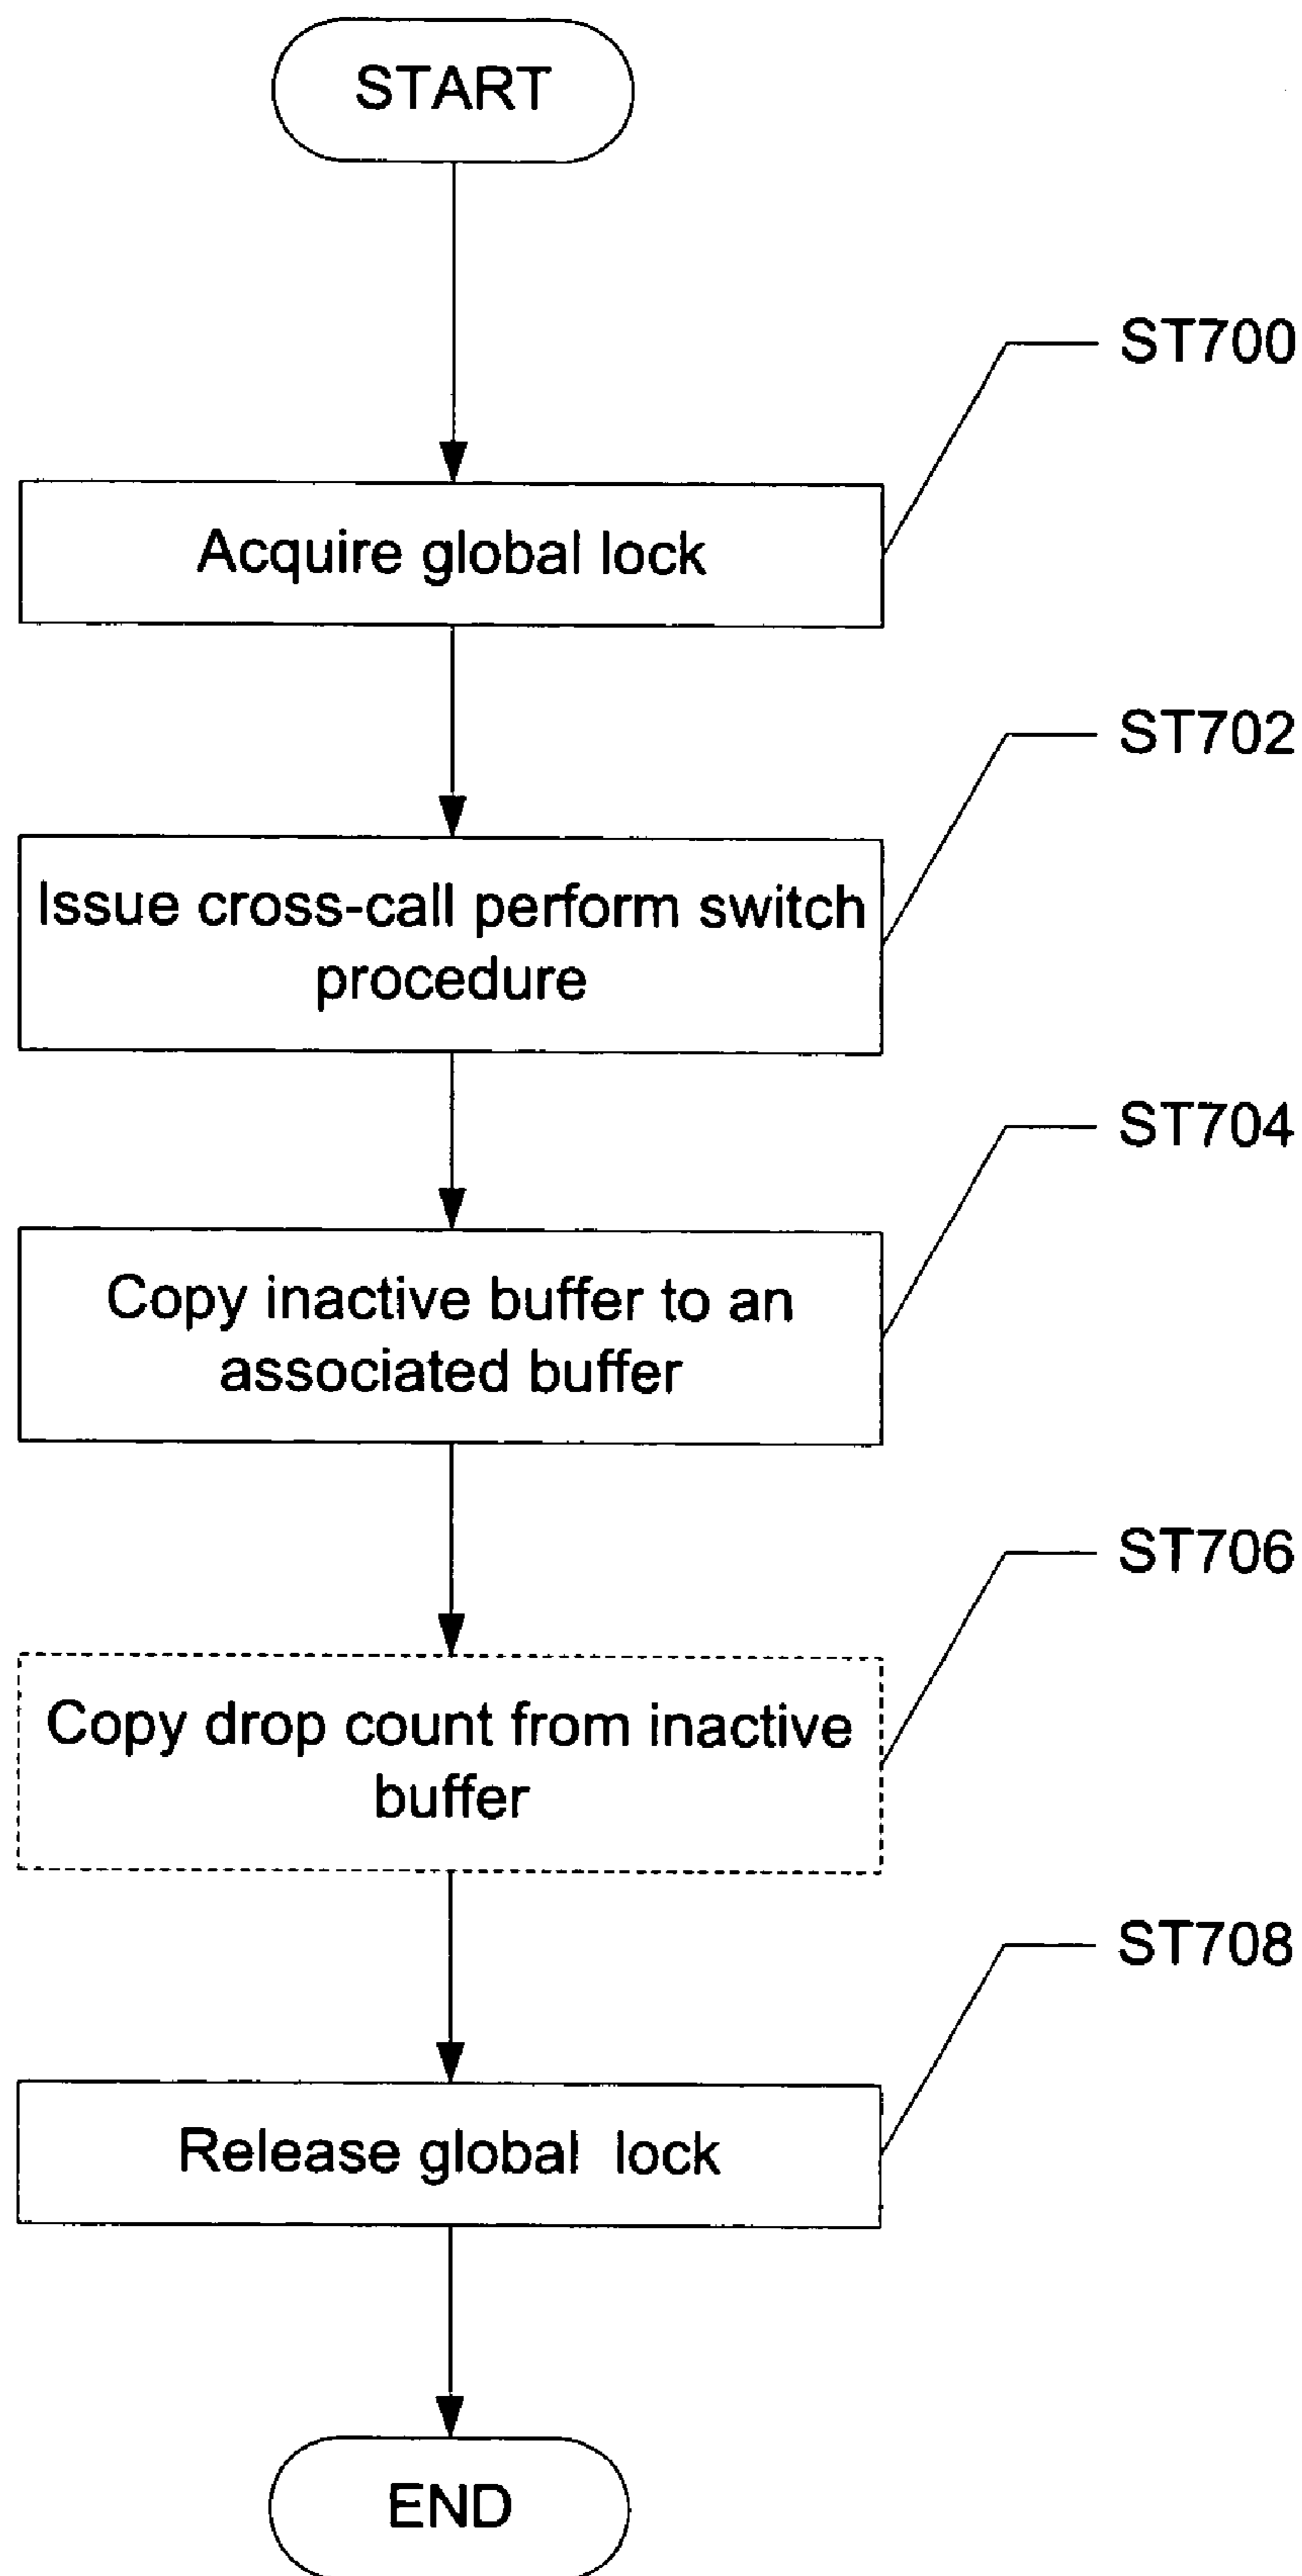 START
ST700
Acquire global lock
ST702
Issue cross-call perform switch
procedure
ST704
Copy inactive buffer to an
associated buffer
ST706
Copy drop count from inactive
buffer
ST708
Release global lock
END